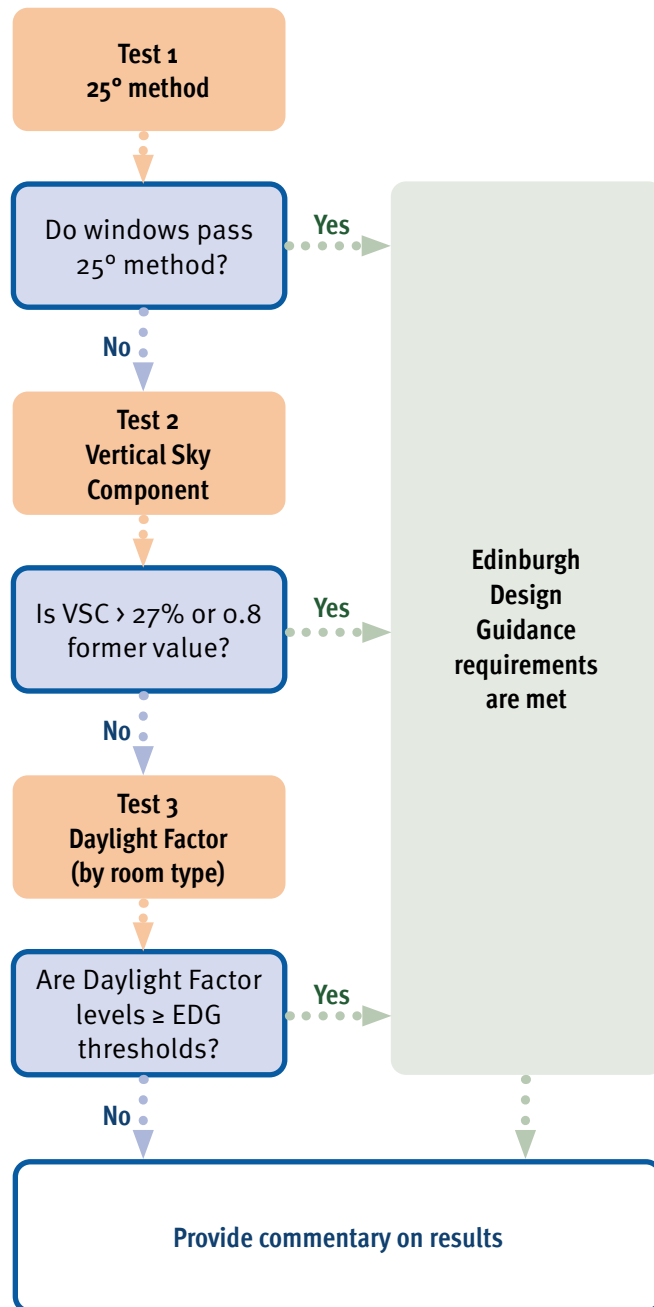 Test 1
25° method
Do windows pass
25° method?
Yes
No
Test 2
Vertical Sky
Component
Is VSC > 27% or 0.8
former value?
Yes
No
Test 3
Daylight Factor
(by room type)
Are Daylight Factor
levels ≥ EDG
thresholds?
Yes
No
Edinburgh
Design
Guidance
requirements
are met
Provide commentary on results